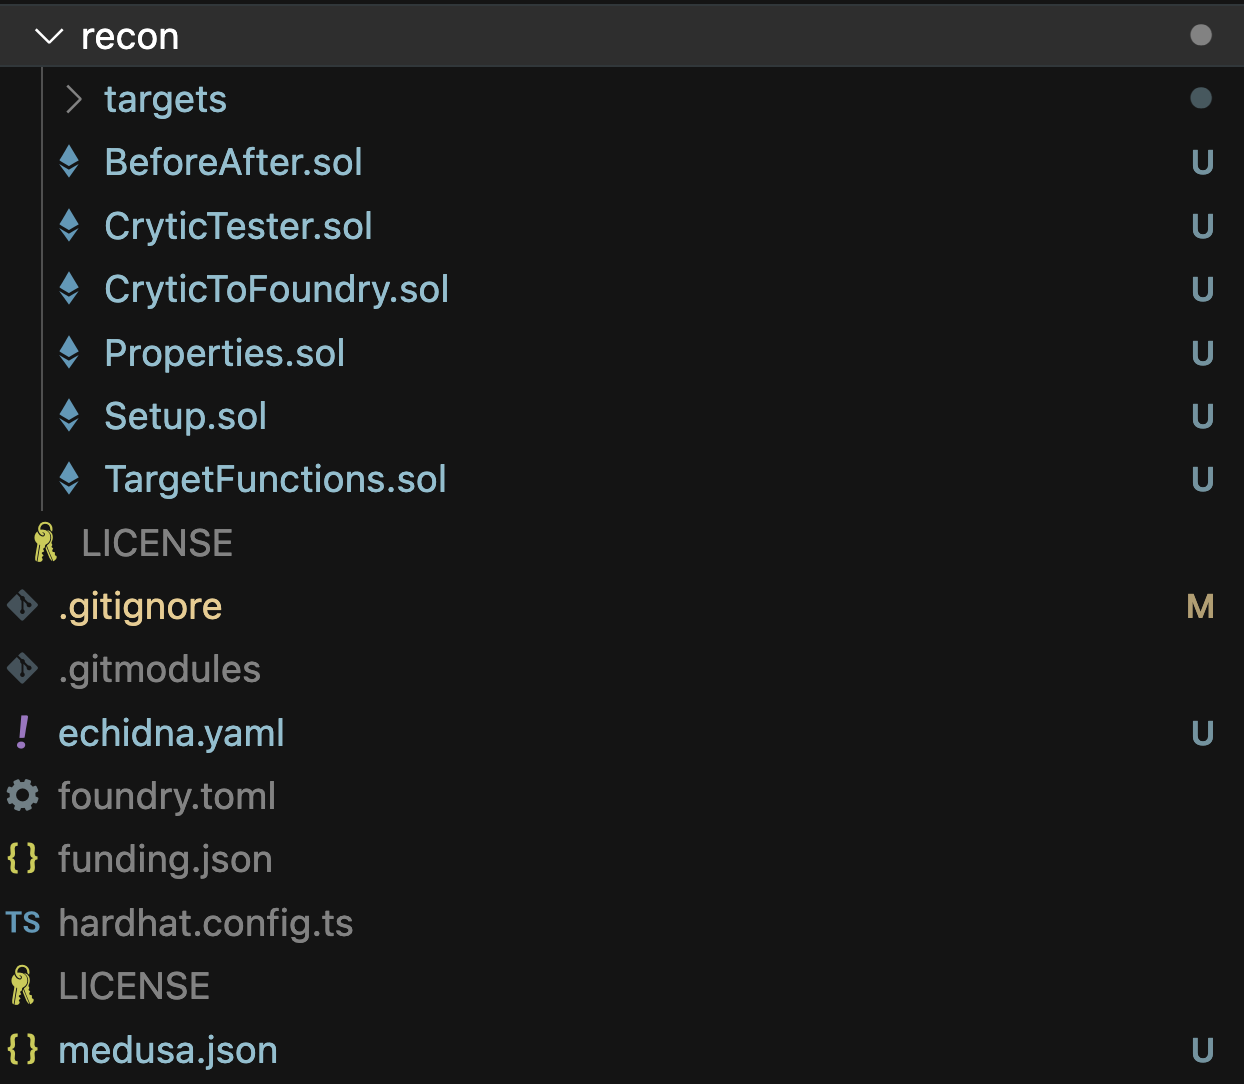 recon
targets
BeforeAfter.sol U
CryticTester.sol U
CryticToFoundry.sol U
Properties.sol U
Setup.sol U
TargetFunctions.sol U
LICENSE
.gitignore M
.gitmodules
! echidna.yaml U
foundry.toml
{} funding.json
TS hardhat.config.ts
LICENSE
{} medusa.json U